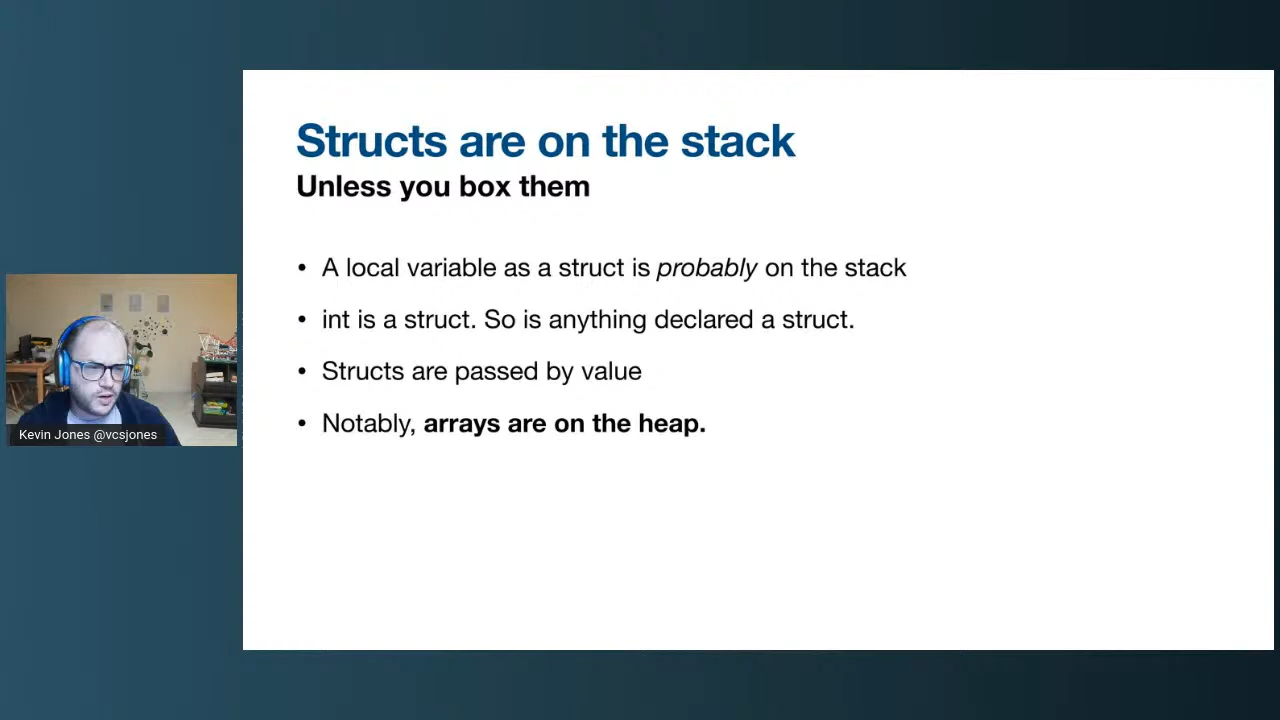 Structs are on the stack
Unless you box them
• A local variable as a struct is probably on the stack
• int is a struct. So is anything declared a struct.
• Structs are passed by value
• Notably, arrays are on the heap.
Kevin Jones @vcsjones